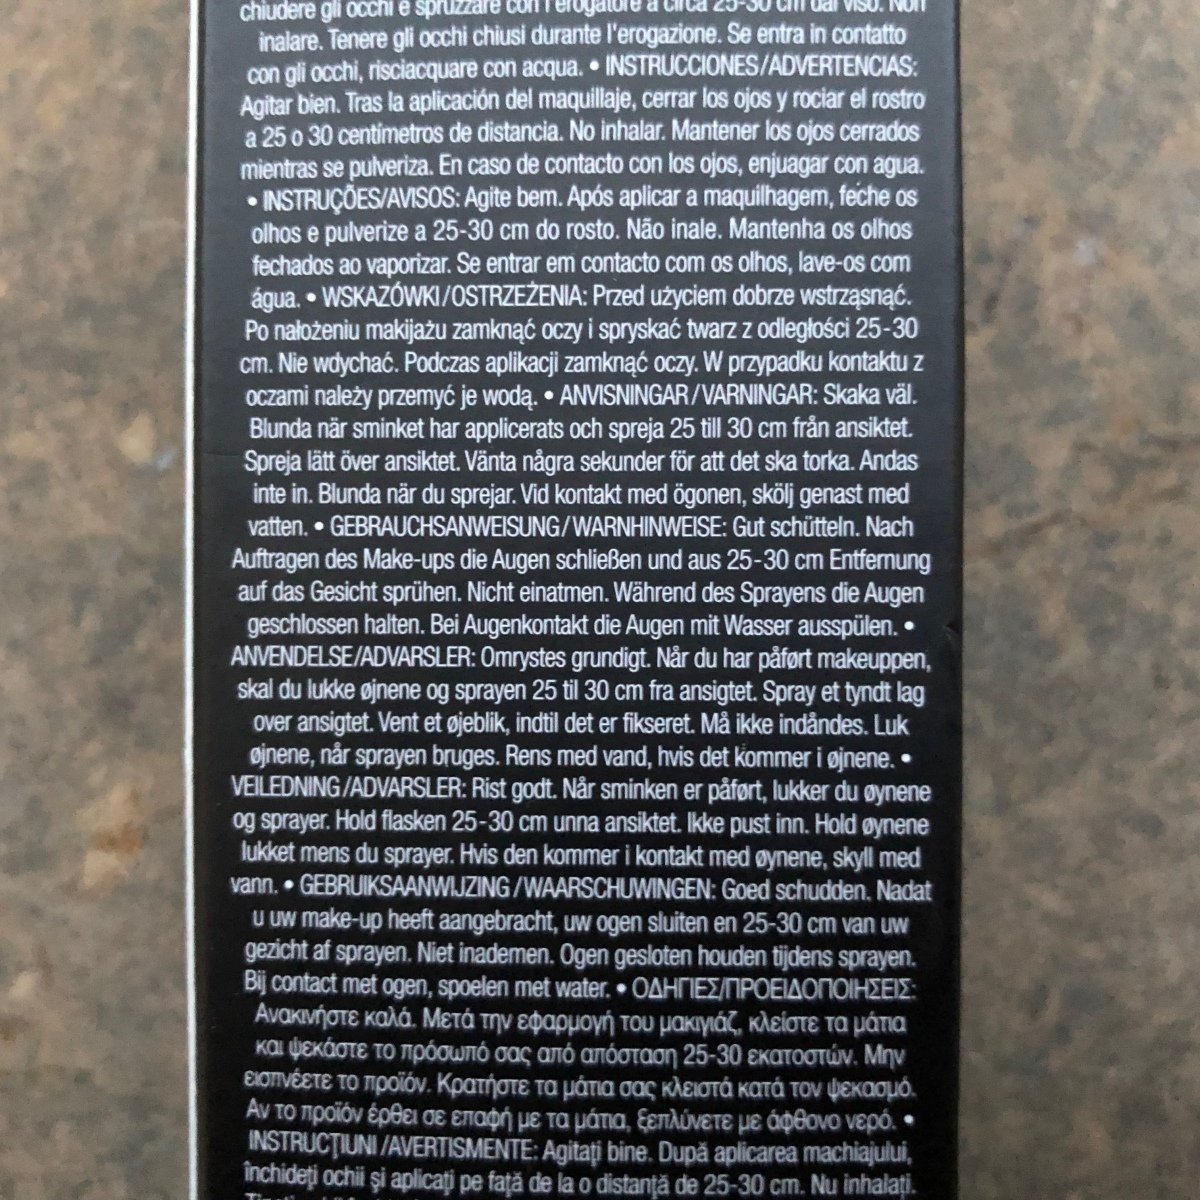 chiudere gli occhi e spruzzare con l'erogatore a circa 25-30 cm dal viso. Non
inalare. Tenere gli occhi chiusi durante l'erogazione. Se entra in contatto
con gli occhi, risciacquare con acqua. • INSTRUCCIONES/ADVERTENCIAS:
Agitar bien. Tras la aplicación del maquillaje, cerrar los ojos y rociar el rostro
a 25 o 30 centímetros de distancia. No inhalar. Mantener los ojos cerrados
mientras se pulveriza. En caso de contacto con los ojos, enjuagar con agua.
• INSTRUÇÕES/AVISOS: Agite bem. Após aplicar a maquilhagem, feche os
olhos e pulverize a 25-30 cm do rosto. Não inale. Mantenha os olhos
fechados ao vaporizar. Se entrar em contacto com os olhos, lave-os com
água. • WSKAZÓWKI/OSTRZEŻENIA: Przed użyciem dobrze wstrząsnąć.
Po nałożeniu makijażu zamknąć oczy i spryskać twarz z odległości 25-30
cm. Nie wdychać. Podczas aplikacji zamknąć oczy. W przypadku kontaktu z
oczami należy przemyć je wodą. • ANVISNINGAR/VARNINGAR: Skaka väl.
Blunda när sminket har applicerats och spreja 25 till 30 cm från ansiktet.
Spreja lätt över ansiktet. Vänta några sekunder för att det ska torka. Andas
inte in. Blunda när du sprejar. Vid kontakt med ögonen, skölj genast med
vatten. • GEBRAUCHSANWEISUNG/WARNHINWEISE: Gut schütteln. Nach
Auftragen des Make-ups die Augen schließen und aus 25-30 cm Entfernung
auf das Gesicht sprühen. Nicht einatmen. Während des Sprayens die Augen
geschlossen halten. Bei Augenkontakt die Augen mit Wasser ausspülen. •
ANVENDELSE/ADVARSLER: Omrystes grundigt. Når du har påført makeuppen,
skal du lukke øjnene og sprayen 25 til 30 cm fra ansigtet. Spray et tyndt lag
over ansigtet. Vent et øjeblik, indtil det er fikseret. Må ikke indåndes. Luk
øjnene, når sprayen bruges. Rens med vand, hvis det kommer i øjnene. •
VEILEDNING/ADVARSLER: Rist godt. Når sminken er påført, lukker du øynene
og sprayer. Hold flasken 25-30 cm unna ansiktet. Ikke pust inn. Hold øynene
lukket mens du sprayer. Hvis den kommer i kontakt med øynene, skyll med
vann. • GEBRUIKSAANWIJZING/WAARSCHUWINGEN: Goed schudden. Nadat
u uw make-up heeft aangebracht, uw ogen sluiten en 25-30 cm van uw
gezicht af sprayen. Niet inademen. Ogen gesloten houden tijdens sprayen.
Bij contact met ogen, spoelen met water. • ΟΔΗΓΙΕΣ/ΠΡΟΕΙΔΟΠΟΙΗΣΕΙΣ:
Ανακινήστε καλά. Μετά την εφαρμογή του μακιγιάζ, κλείστε τα μάτια
και ψεκάστε το πρόσωπό σας από απόσταση 25-30 εκατοστών. Μην
εισπνέετε το προϊόν. Κρατήστε τα μάτια σας κλειστά κατά τον ψεκασμό.
Αν το προϊόν έρθει σε επαφή με τα μάτια, ξεπλύνετε με άφθονο νερό. •
INSTRUCȚIUNI/AVERTISMENTE: Agitați bine. După aplicarea machiajului,
închideți ochii și aplicați pe față de la o distanță de 25-30 cm. Nu inhalați.